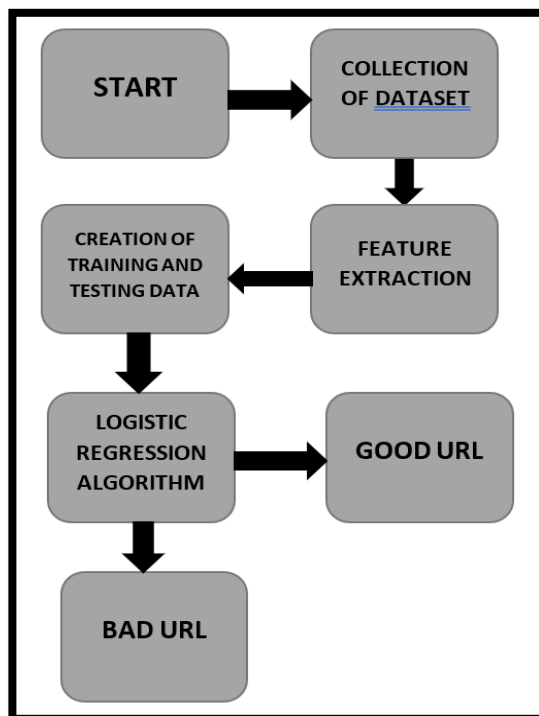 START
COLLECTION
OF DATASET
FEATURE
EXTRACTION
CREATION OF
TRAINING AND
TESTING DATA
LOGISTIC
REGRESSION
ALGORITHM
GOOD URL
BAD URL